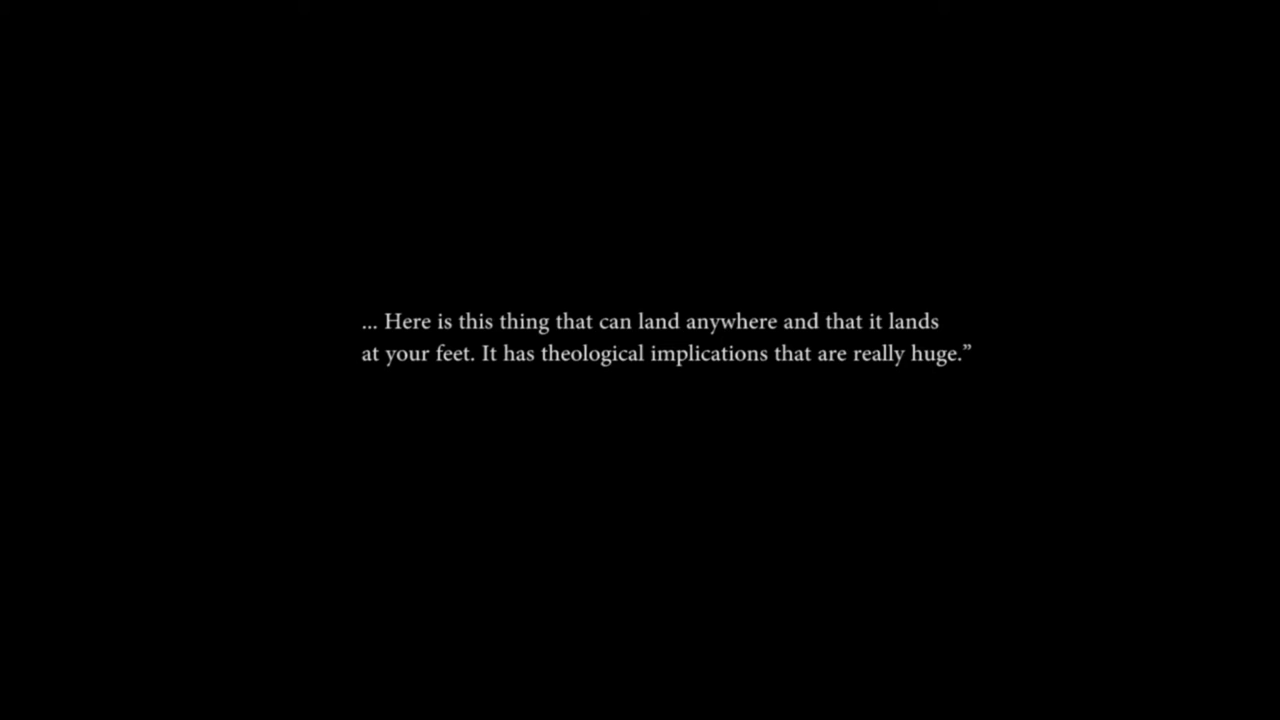 ... Here is this thing that can land anywhere and that it lands
at your feet. It has theological implications that are really huge.”